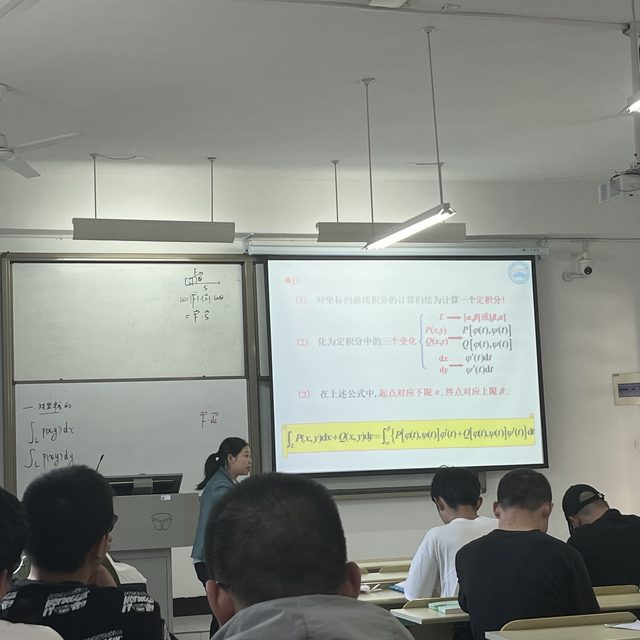 F
θ
s
W=|F|·|s|·cosθ
= F·s
一. 对坐标的
∫L P(x,y)dx
∫L P(x,y)dy
注
(1) 对坐标的曲线积分的计算归结为计算一个定积分!
(2) 化为定积分中的三个变化
L → [α,β]或[β,α]
P(x,y) → P[φ(t),ψ(t)]
Q(x,y) → Q[φ(t),ψ(t)]
dx → φ′(t)dt
dy → ψ′(t)dt
(3) 在上述公式中, 起点对应下限 α, 终点对应上限 β.
∫L P(x,y)dx+Q(x,y)dy=∫αβ{P[φ(t),ψ(t)]φ′(t)+Q[φ(t),ψ(t)]ψ′(t)}dt